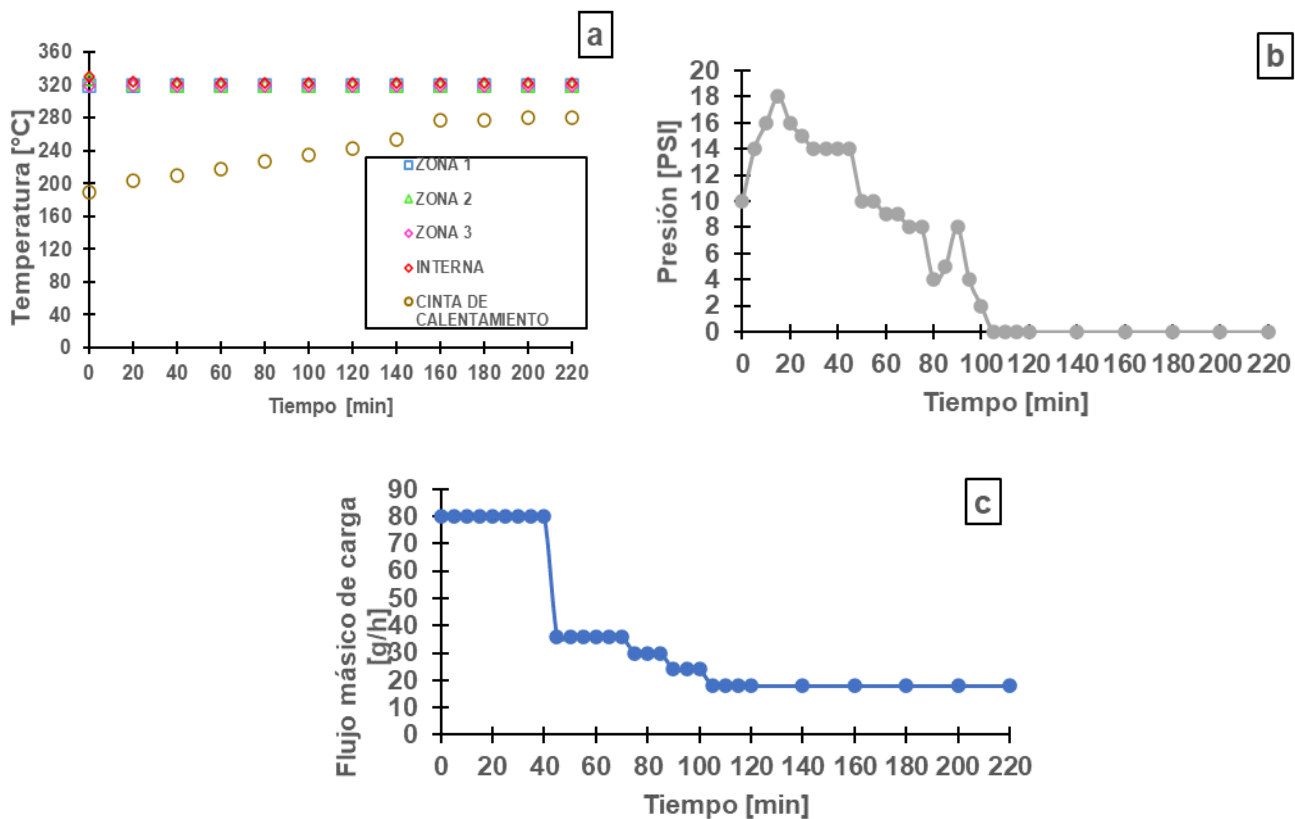 a
360
320
280
240
200
160
120
80
40
0
Temperatura [°C]
ZONA 1
ZONA 2
ZONA 3
INTERNA
CINTA DE
CALENTAMIENTO
0 20 40 60 80 100 120 140 160 180 200 220
Tiempo [min]
b
20
18
16
14
12
10
8
6
4
2
0
Presión [PSI]
0 20 40 60 80 100 120 140 160 180 200 220
Tiempo [min]
c
90
80
70
60
50
40
30
20
10
0
Flujo másico de carga
[g/h]
0 20 40 60 80 100 120 140 160 180 200 220
Tiempo [min]